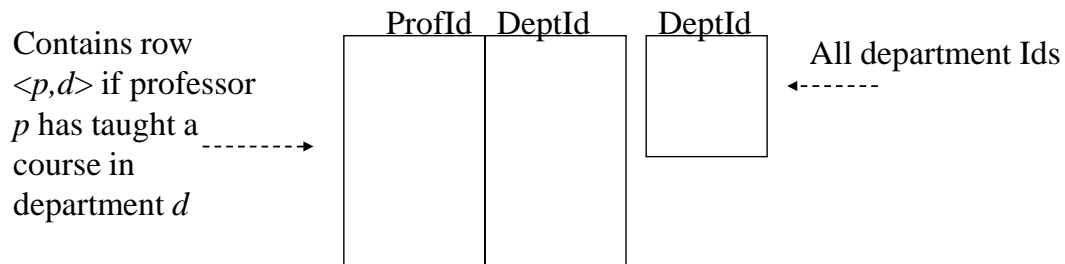 ProfId DeptId DeptId
Contains row
<p,d> if professor
p has taught a
course in
department d
All department Ids